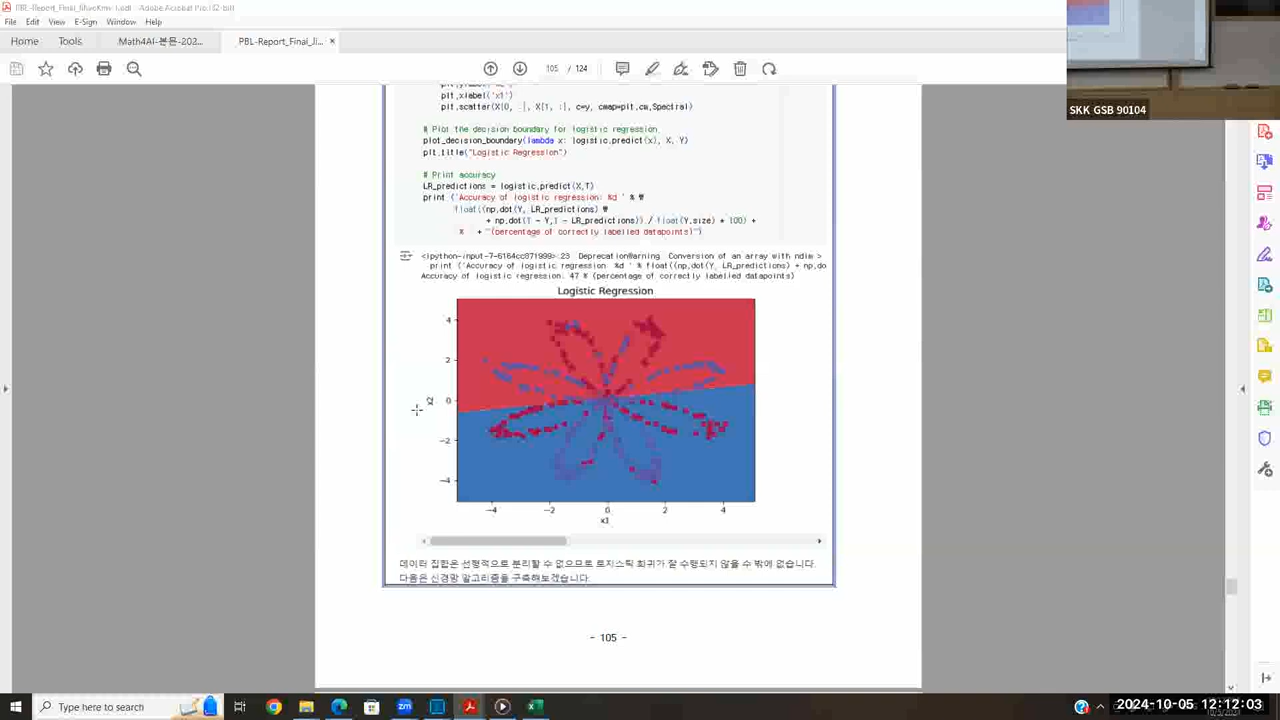 PBL-Report_Final_ - Adobe Acrobat Pro (32-bit)
File Edit View E-Sign Window Help
Home Tools Math4AI-본문-202... PBL-Report_Final_Ji... ×
105 / 124
SKK GSB 90104
plt.xlabel('x1')
plt.scatter(X[0, :], X[1, :], c=y, cmap=plt.cm.Spectral)
# Plot the decision boundary for logistic regression
plot_decision_boundary(lambda x: logistic.predict(x), X, Y)
plt.title("Logistic Regression")
# Print accuracy
LR_predictions = logistic.predict(X.T)
print ('Accuracy of logistic regression: %d ' % ₩
float((np.dot(Y, LR_predictions) ₩
+ np.dot(1 - Y,1 - LR_predictions)) / float(Y.size) * 100) +
% + "(percentage of correctly labelled datapoints)")
<ipython-input-7-6164cc871999>:23 DeprecationWarning Conversion of an array with ndim >
print ('Accuracy of logistic regression: %d ' % float((np.dot(Y, LR_predictions) + np.do
Accuracy of logistic regression: 47 % (percentage of correctly labelled datapoints)
Logistic Regression
4
2
0
−2
−4
x2
−4 −2 0 2 4
x1
데이터 집합은 선형적으로 분리할 수 없으므로 로지스틱 회귀가 잘 수행되지 않을 수 밖에 없습니다.
다음은 신경망 알고리즘을 구축해보겠습니다.
- 105 -
Type here to search
2024-10-05 12:12:03